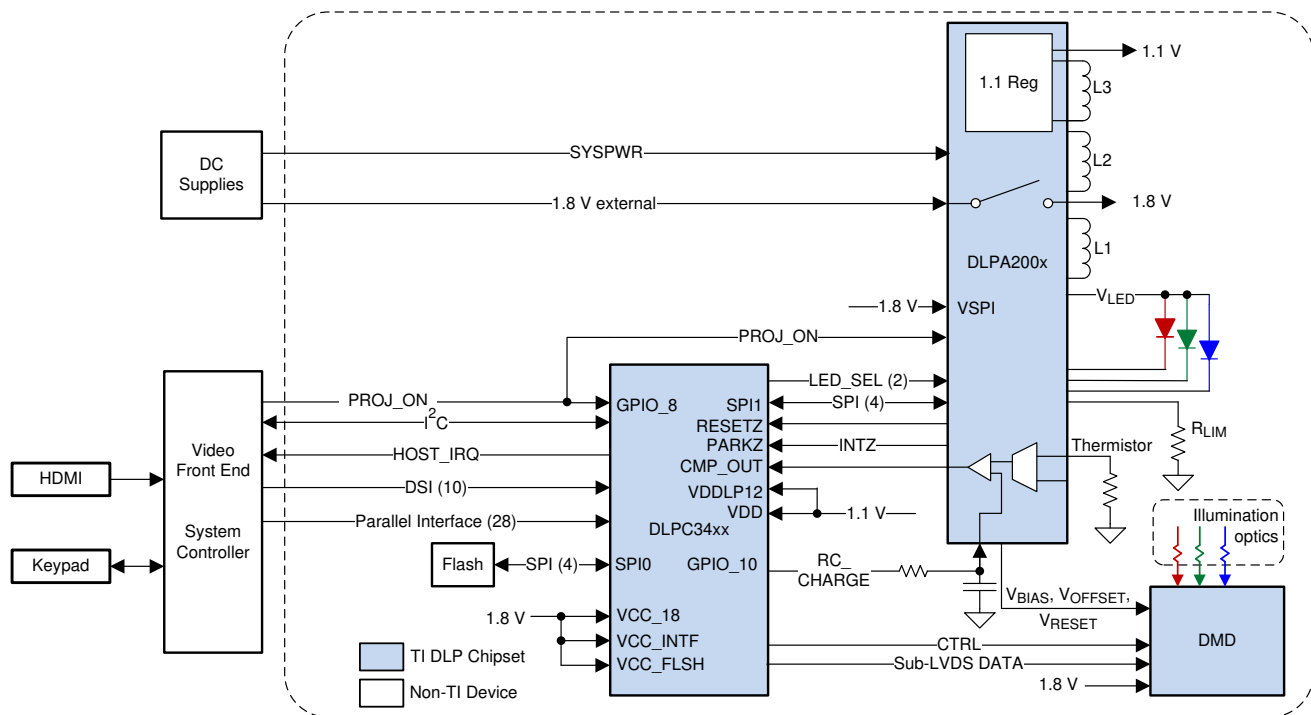 1.1 Reg
1.1 V
L3
DC
Supplies
SYSPWR
L2
1.8 V external
1.8 V
L1
DLPA200x
VLED
1.8 V
VSPI
PROJ_ON
PROJ_ON
GPIO_8
LED_SEL (2)
I2C
SPI1
SPI (4)
RESETZ
RLIM
Video
Front End
System
Controller
HOST_IRQ
PARKZ
INTZ
Thermistor
HDMI
CMP_OUT
DSI (10)
VDDLP12
VDD
1.1 V
Parallel Interface (28)
DLPC34xx
Illumination
optics
Keypad
Flash
SPI (4)
SPI0
GPIO_10
RC_
CHARGE
1.8 V
VCC_18
VBIAS, VOFFSET,
VRESET
VCC_INTF
DMD
CTRL
TI DLP Chipset
VCC_FLSH
Sub-LVDS DATA
Non-TI Device
1.8 V